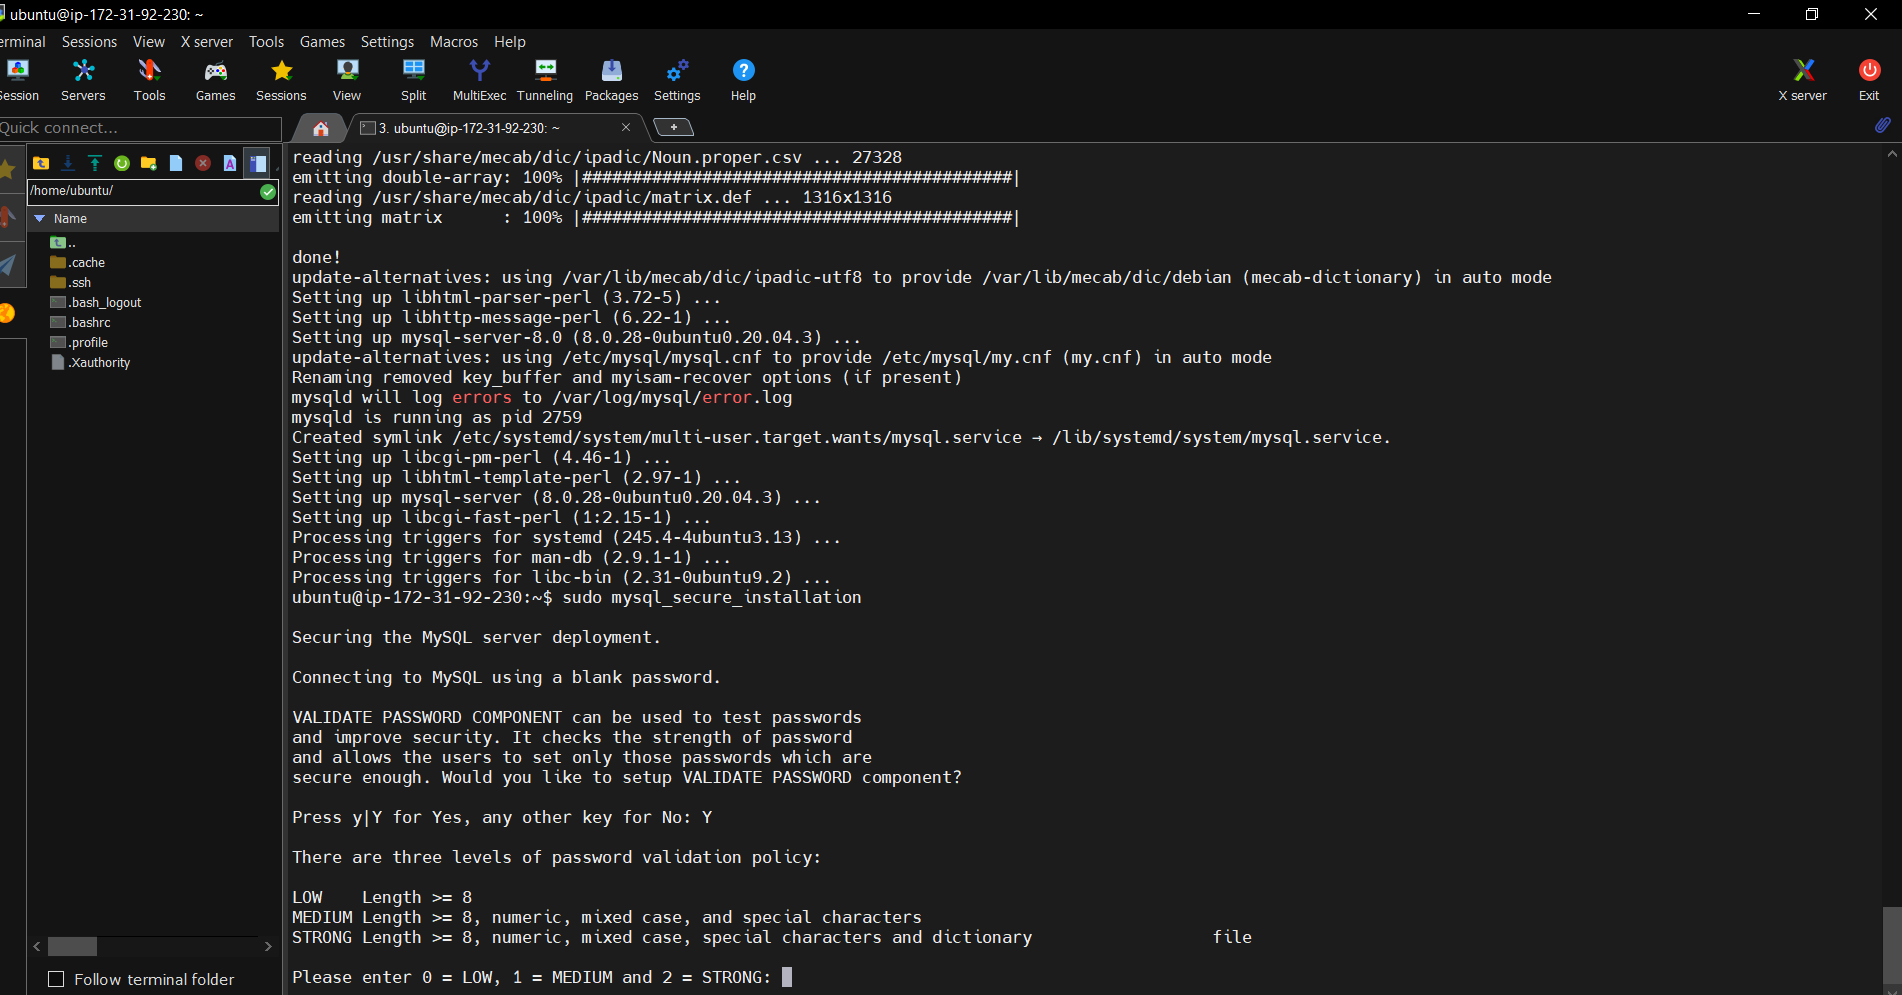 ubuntu@ip-172-31-92-230: ~
erminal Sessions View X server Tools Games Settings Macros Help
ession Servers Tools Games Sessions View Split MultiExec Tunneling Packages Settings Help X server Exit
Quick connect...
3. ubuntu@ip-172-31-92-230: ~
/home/ubuntu/
Name
..
.cache
.ssh
.bash_logout
.bashrc
.profile
.Xauthority
Follow terminal folder
reading /usr/share/mecab/dic/ipadic/Noun.proper.csv ... 27328
emitting double-array: 100% |###########################################|
reading /usr/share/mecab/dic/ipadic/matrix.def ... 1316x1316
emitting matrix      : 100% |###########################################|
done!
update-alternatives: using /var/lib/mecab/dic/ipadic-utf8 to provide /var/lib/mecab/dic/debian (mecab-dictionary) in auto mode
Setting up libhtml-parser-perl (3.72-5) ...
Setting up libhttp-message-perl (6.22-1) ...
Setting up mysql-server-8.0 (8.0.28-0ubuntu0.20.04.3) ...
update-alternatives: using /etc/mysql/mysql.cnf to provide /etc/mysql/my.cnf (my.cnf) in auto mode
Renaming removed key_buffer and myisam-recover options (if present)
mysqld will log errors to /var/log/mysql/error.log
mysqld is running as pid 2759
Created symlink /etc/systemd/system/multi-user.target.wants/mysql.service → /lib/systemd/system/mysql.service.
Setting up libcgi-pm-perl (4.46-1) ...
Setting up libhtml-template-perl (2.97-1) ...
Setting up mysql-server (8.0.28-0ubuntu0.20.04.3) ...
Setting up libcgi-fast-perl (1:2.15-1) ...
Processing triggers for systemd (245.4-4ubuntu3.13) ...
Processing triggers for man-db (2.9.1-1) ...
Processing triggers for libc-bin (2.31-0ubuntu9.2) ...
ubuntu@ip-172-31-92-230:~$ sudo mysql_secure_installation
Securing the MySQL server deployment.
Connecting to MySQL using a blank password.
VALIDATE PASSWORD COMPONENT can be used to test passwords
and improve security. It checks the strength of password
and allows the users to set only those passwords which are
secure enough. Would you like to setup VALIDATE PASSWORD component?
Press y|Y for Yes, any other key for No: Y
There are three levels of password validation policy:
LOW    Length >= 8
MEDIUM Length >= 8, numeric, mixed case, and special characters
STRONG Length >= 8, numeric, mixed case, special characters and dictionary                  file
Please enter 0 = LOW, 1 = MEDIUM and 2 = STRONG: